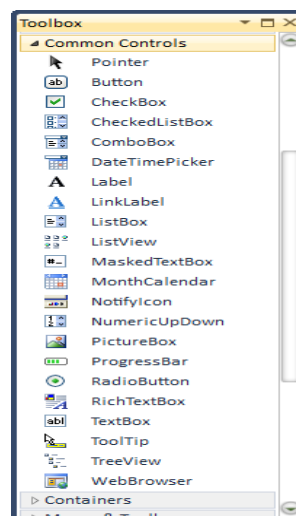 Toolbox
Common Controls
Pointer
Button
CheckBox
CheckedListBox
ComboBox
DateTimePicker
Label
LinkLabel
ListBox
ListView
MaskedTextBox
MonthCalendar
NotifyIcon
NumericUpDown
PictureBox
ProgressBar
RadioButton
RichTextBox
TextBox
ToolTip
TreeView
WebBrowser
Containers